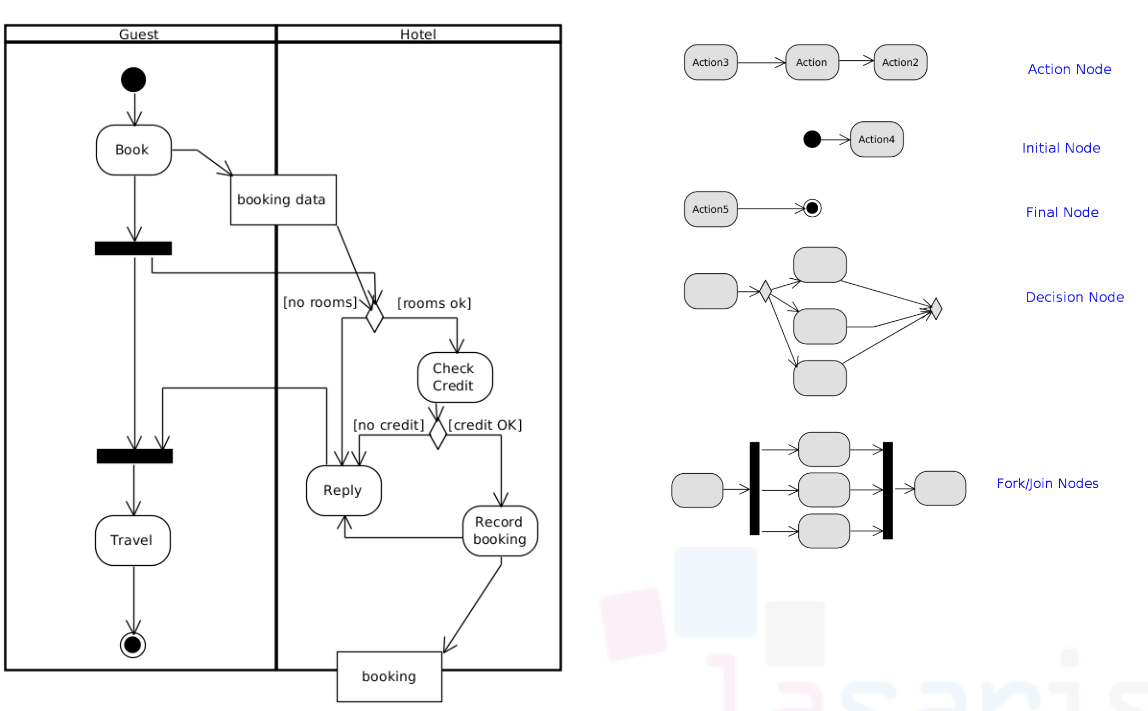 Guest
Hotel
Book
booking data
[no rooms]
[rooms ok]
Check
Credit
[no credit]
[credit OK]
Reply
Record
booking
Travel
booking
Action3
Action
Action2
Action Node
Action4
Initial Node
Action5
Final Node
Decision Node
Fork/Join Nodes
lasaris